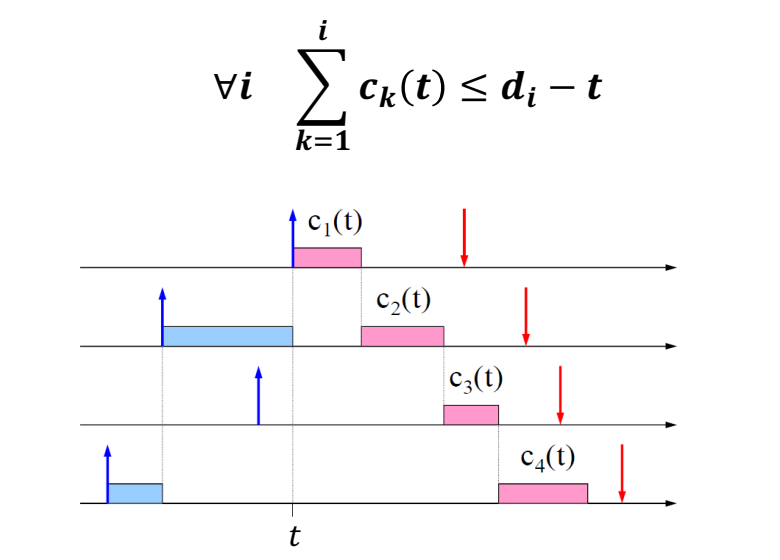 ∀i ∑_{k=1}^{i} c_k(t) ≤ d_i − t
c₁(t)
c₂(t)
c₃(t)
c₄(t)
t